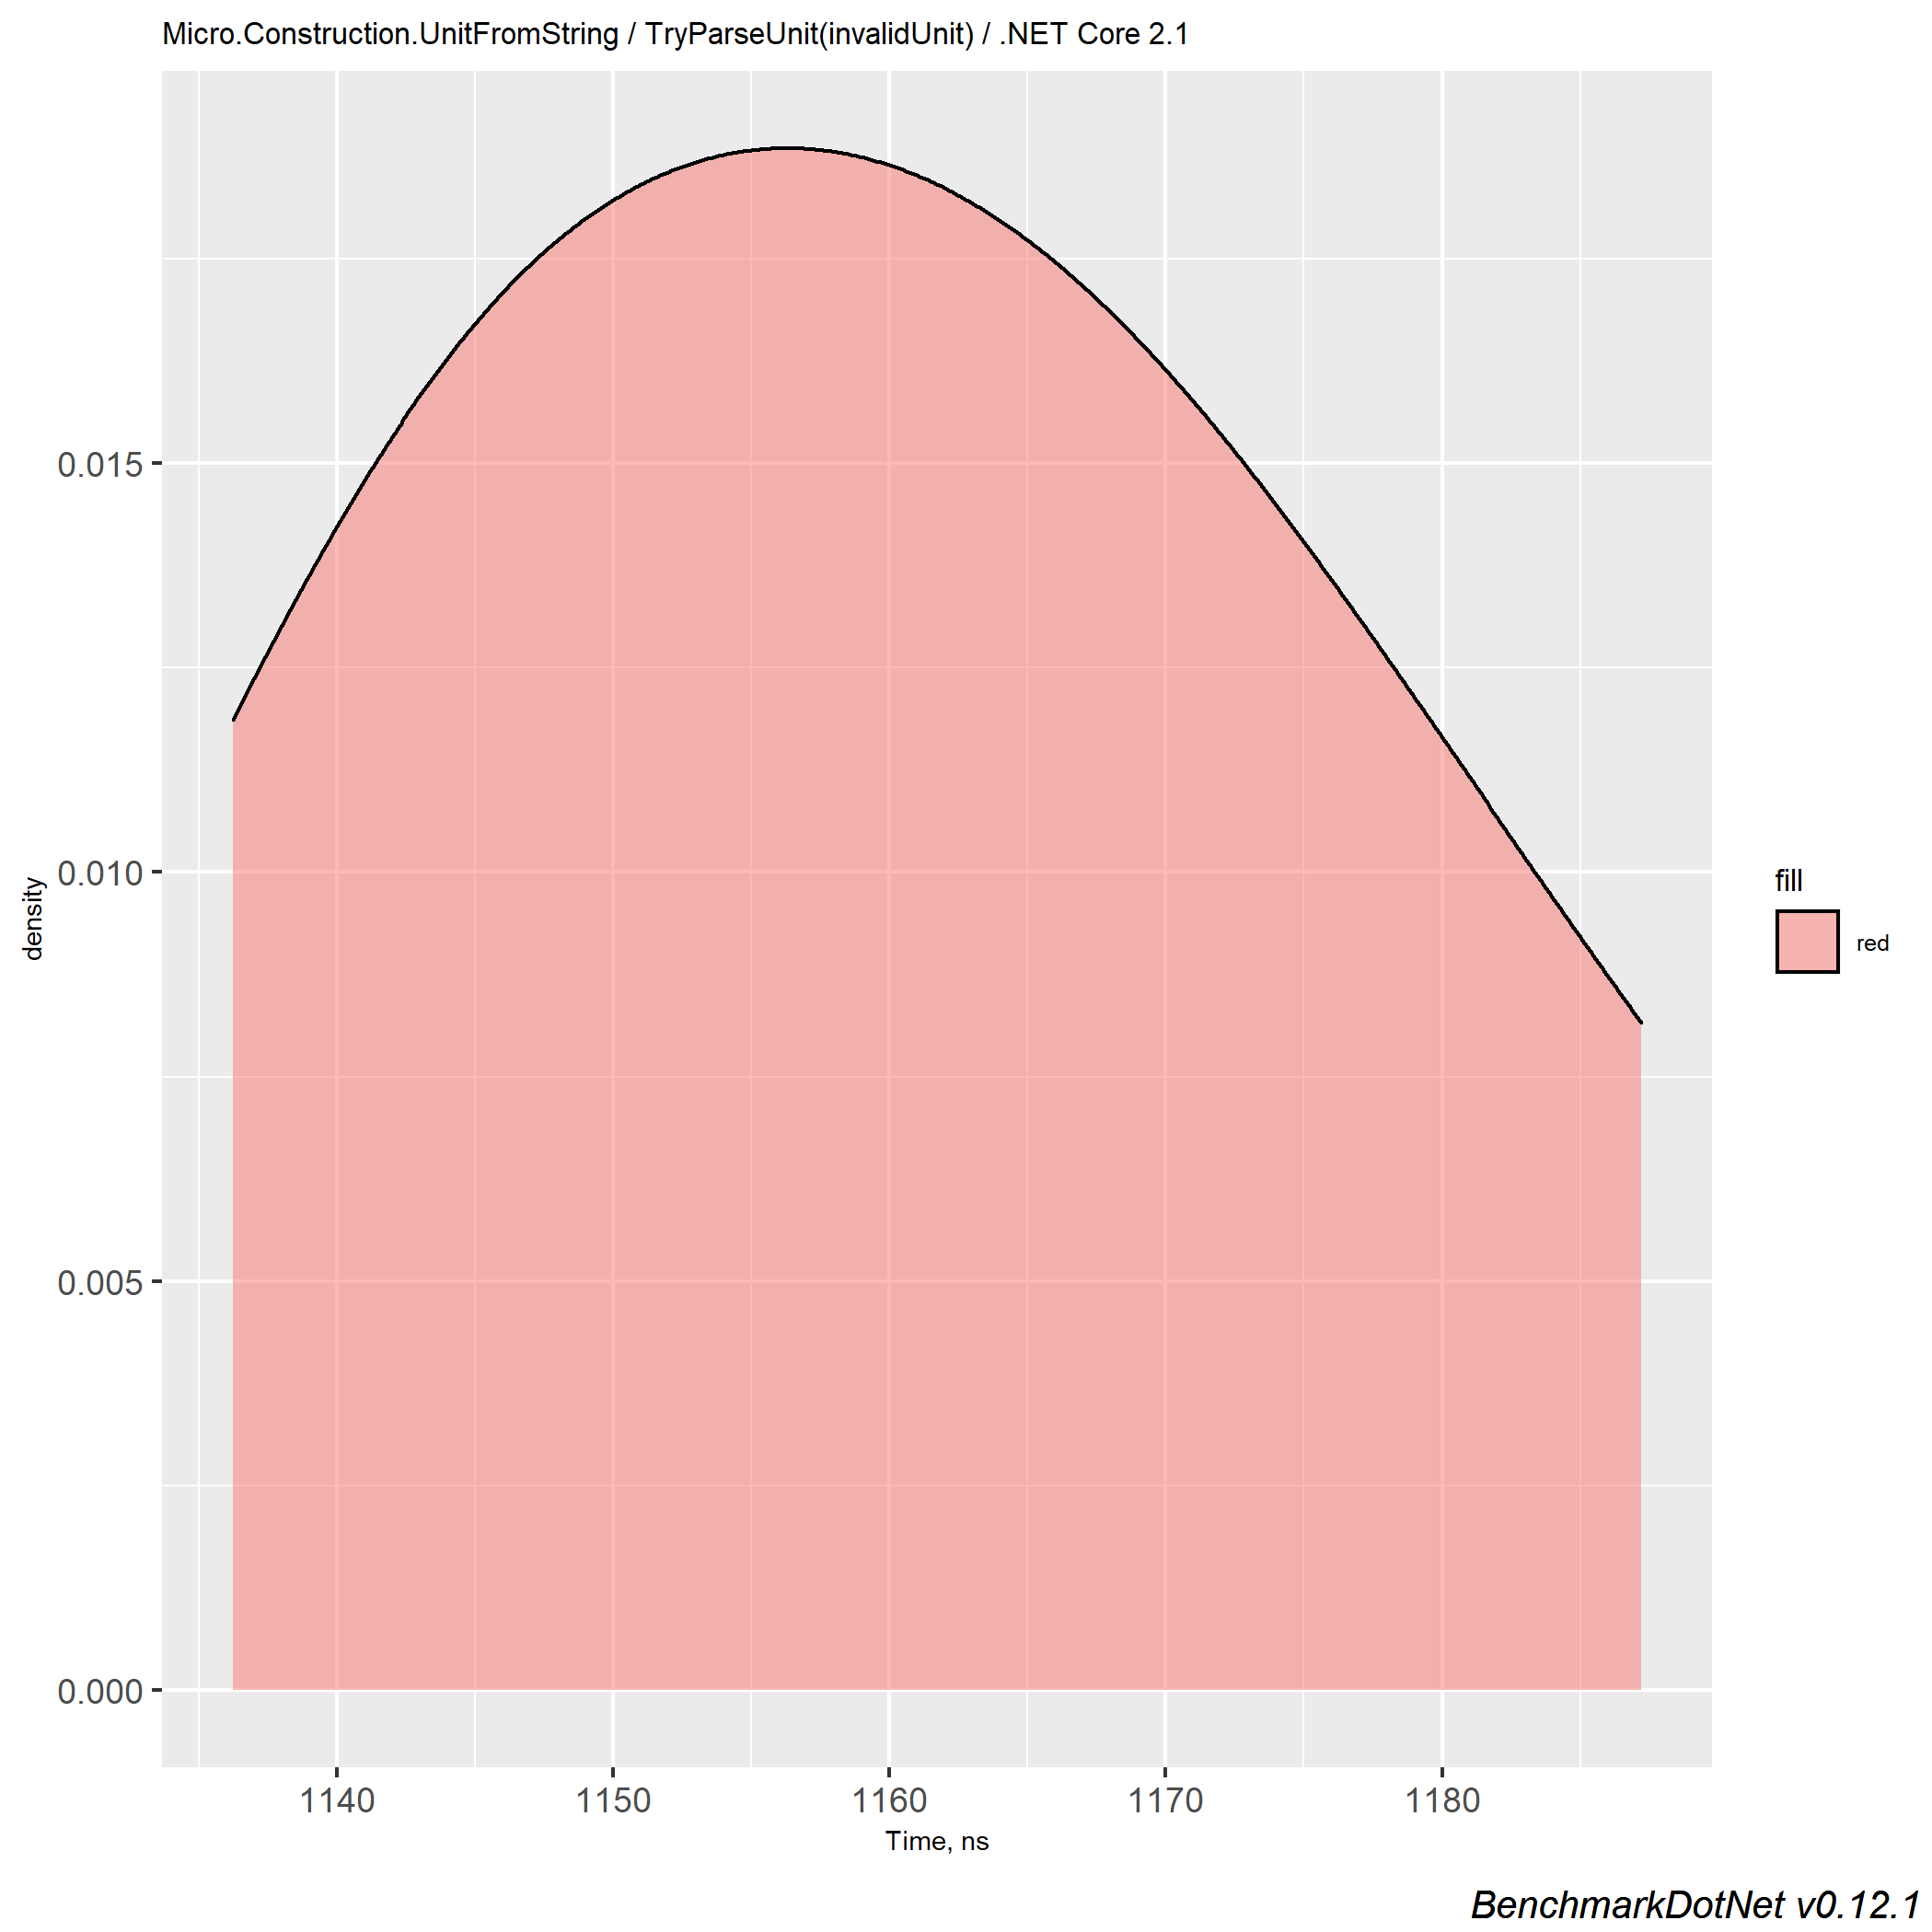 Micro.Construction.UnitFromString / TryParseUnit(invalidUnit) / .NET Core 2.1
0.015
0.010
0.005
0.000
density
1140 1150 1160 1170 1180
Time, ns
fill
red
BenchmarkDotNet v0.12.1